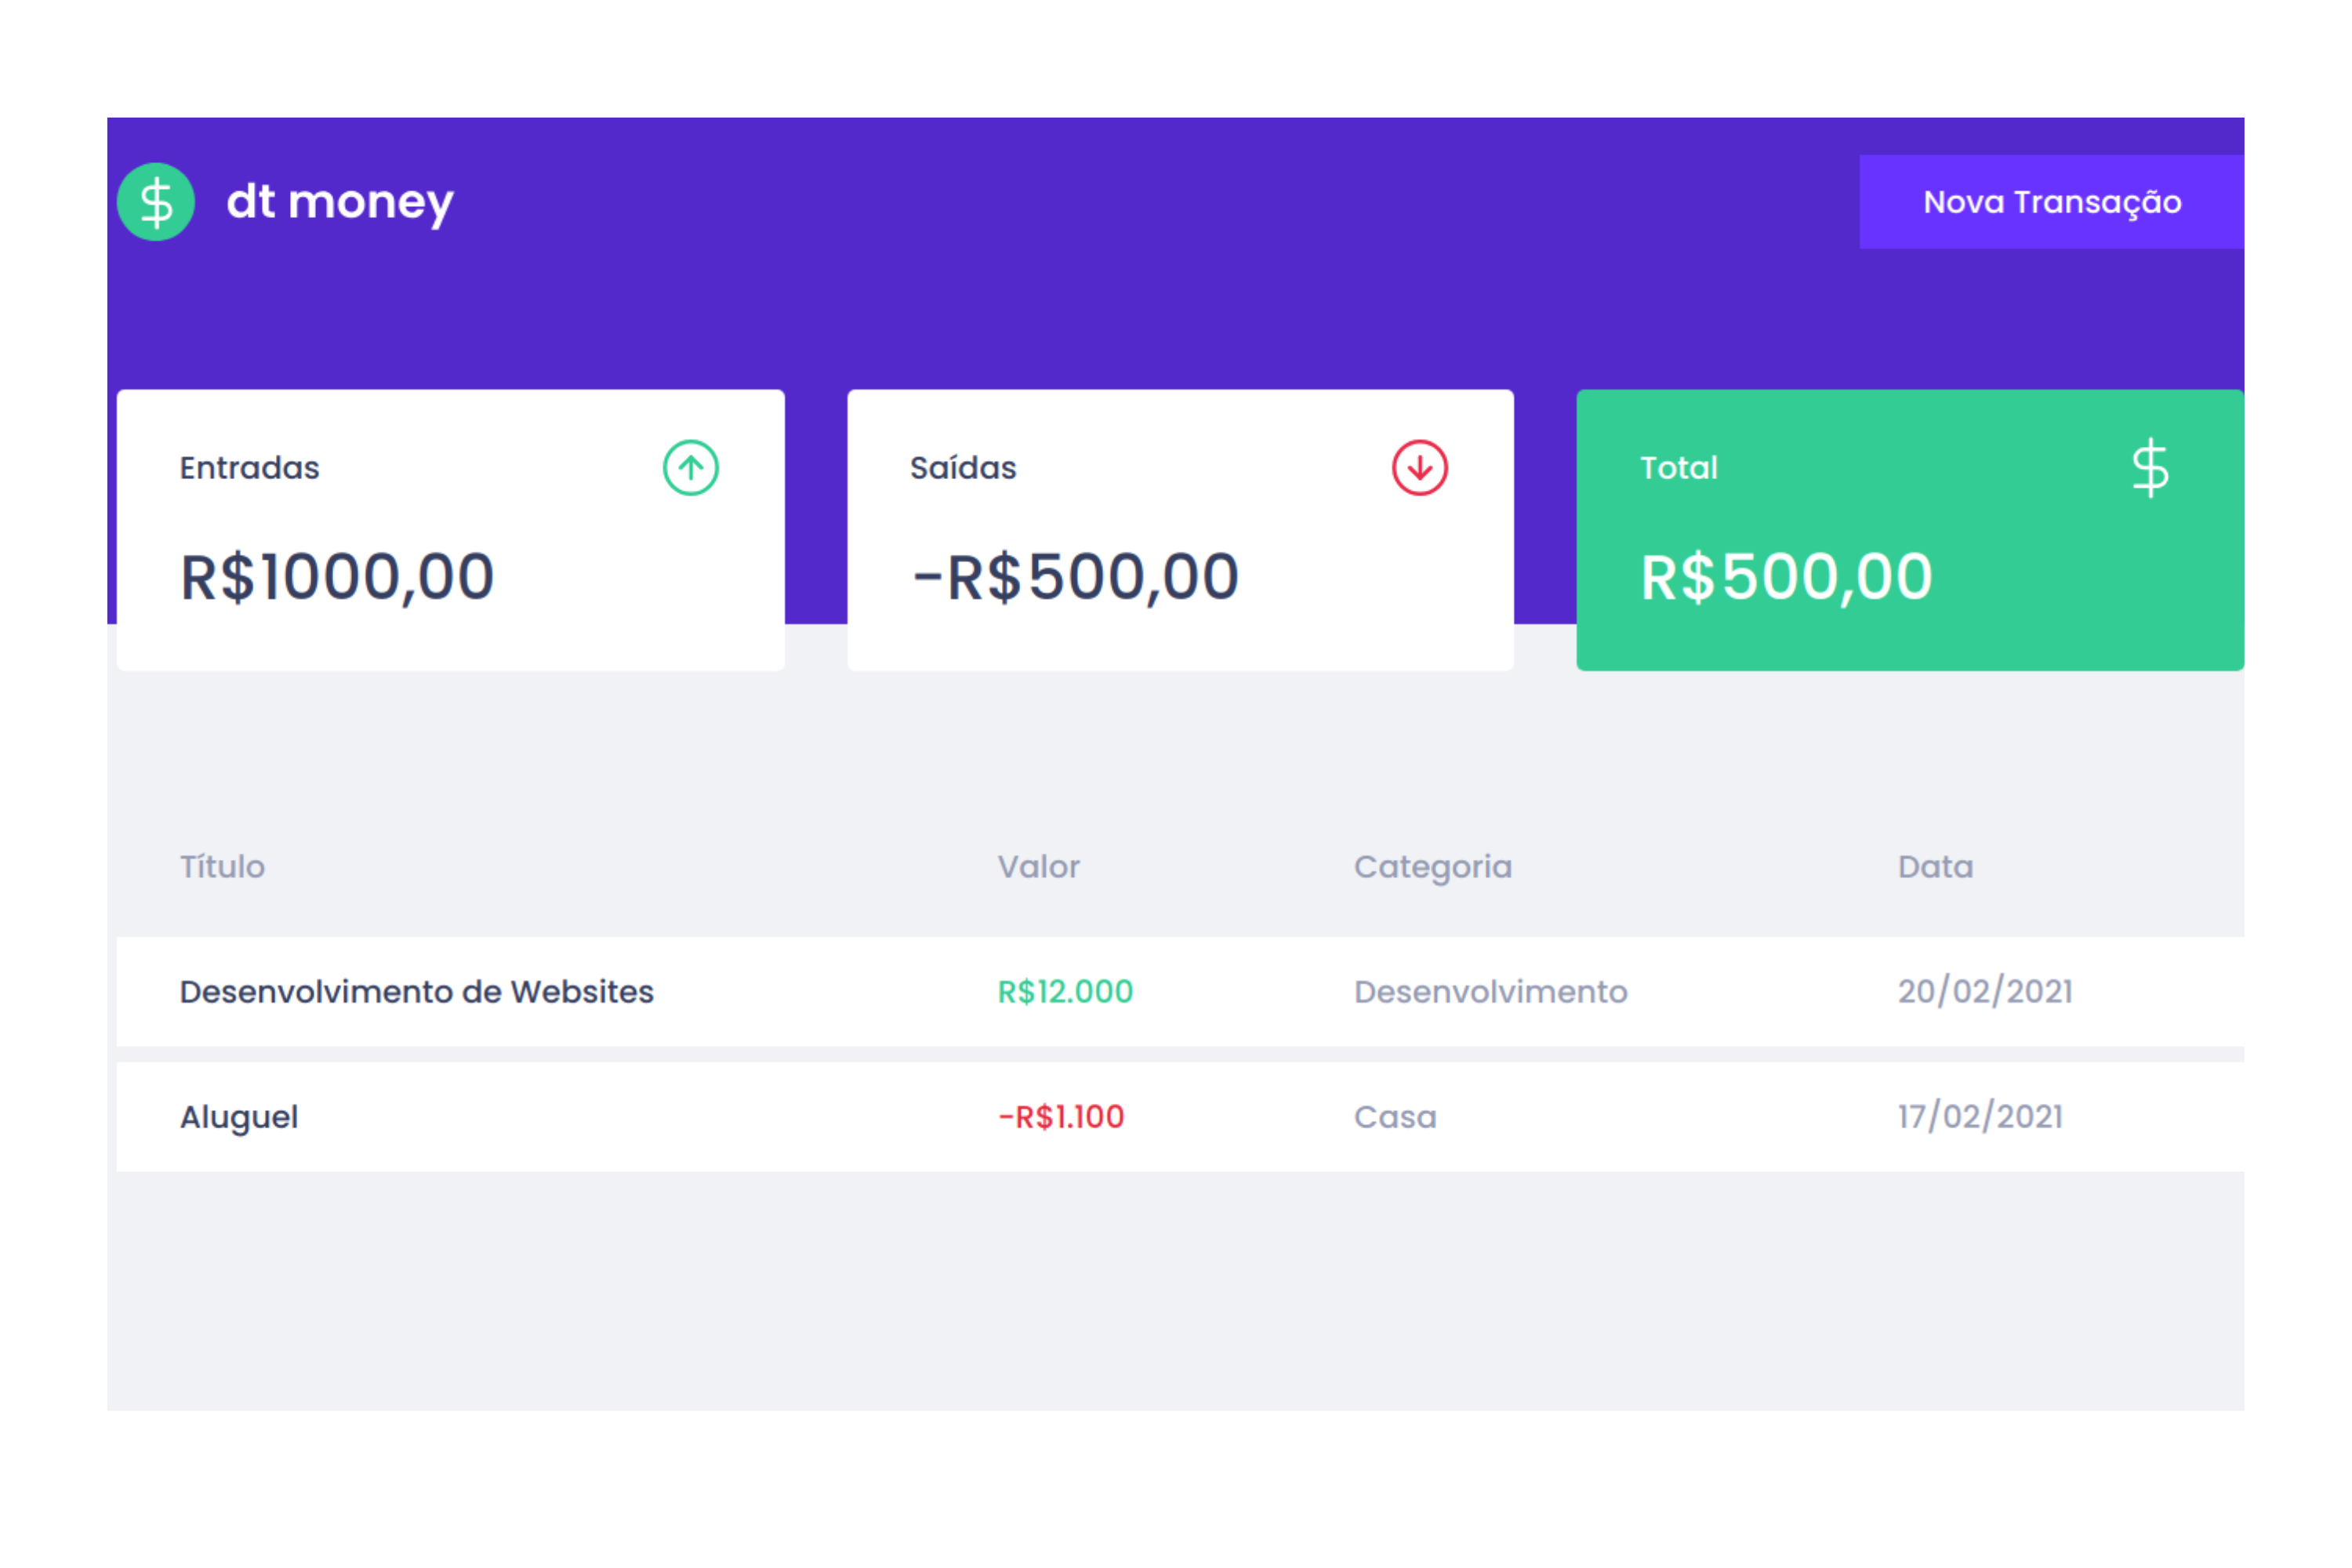 dt money
Nova Transação
Entradas
R$1000,00
Saídas
-R$500,00
Total
R$500,00
Título Valor Categoria Data
Desenvolvimento de Websites R$12.000 Desenvolvimento 20/02/2021
Aluguel -R$1.100 Casa 17/02/2021